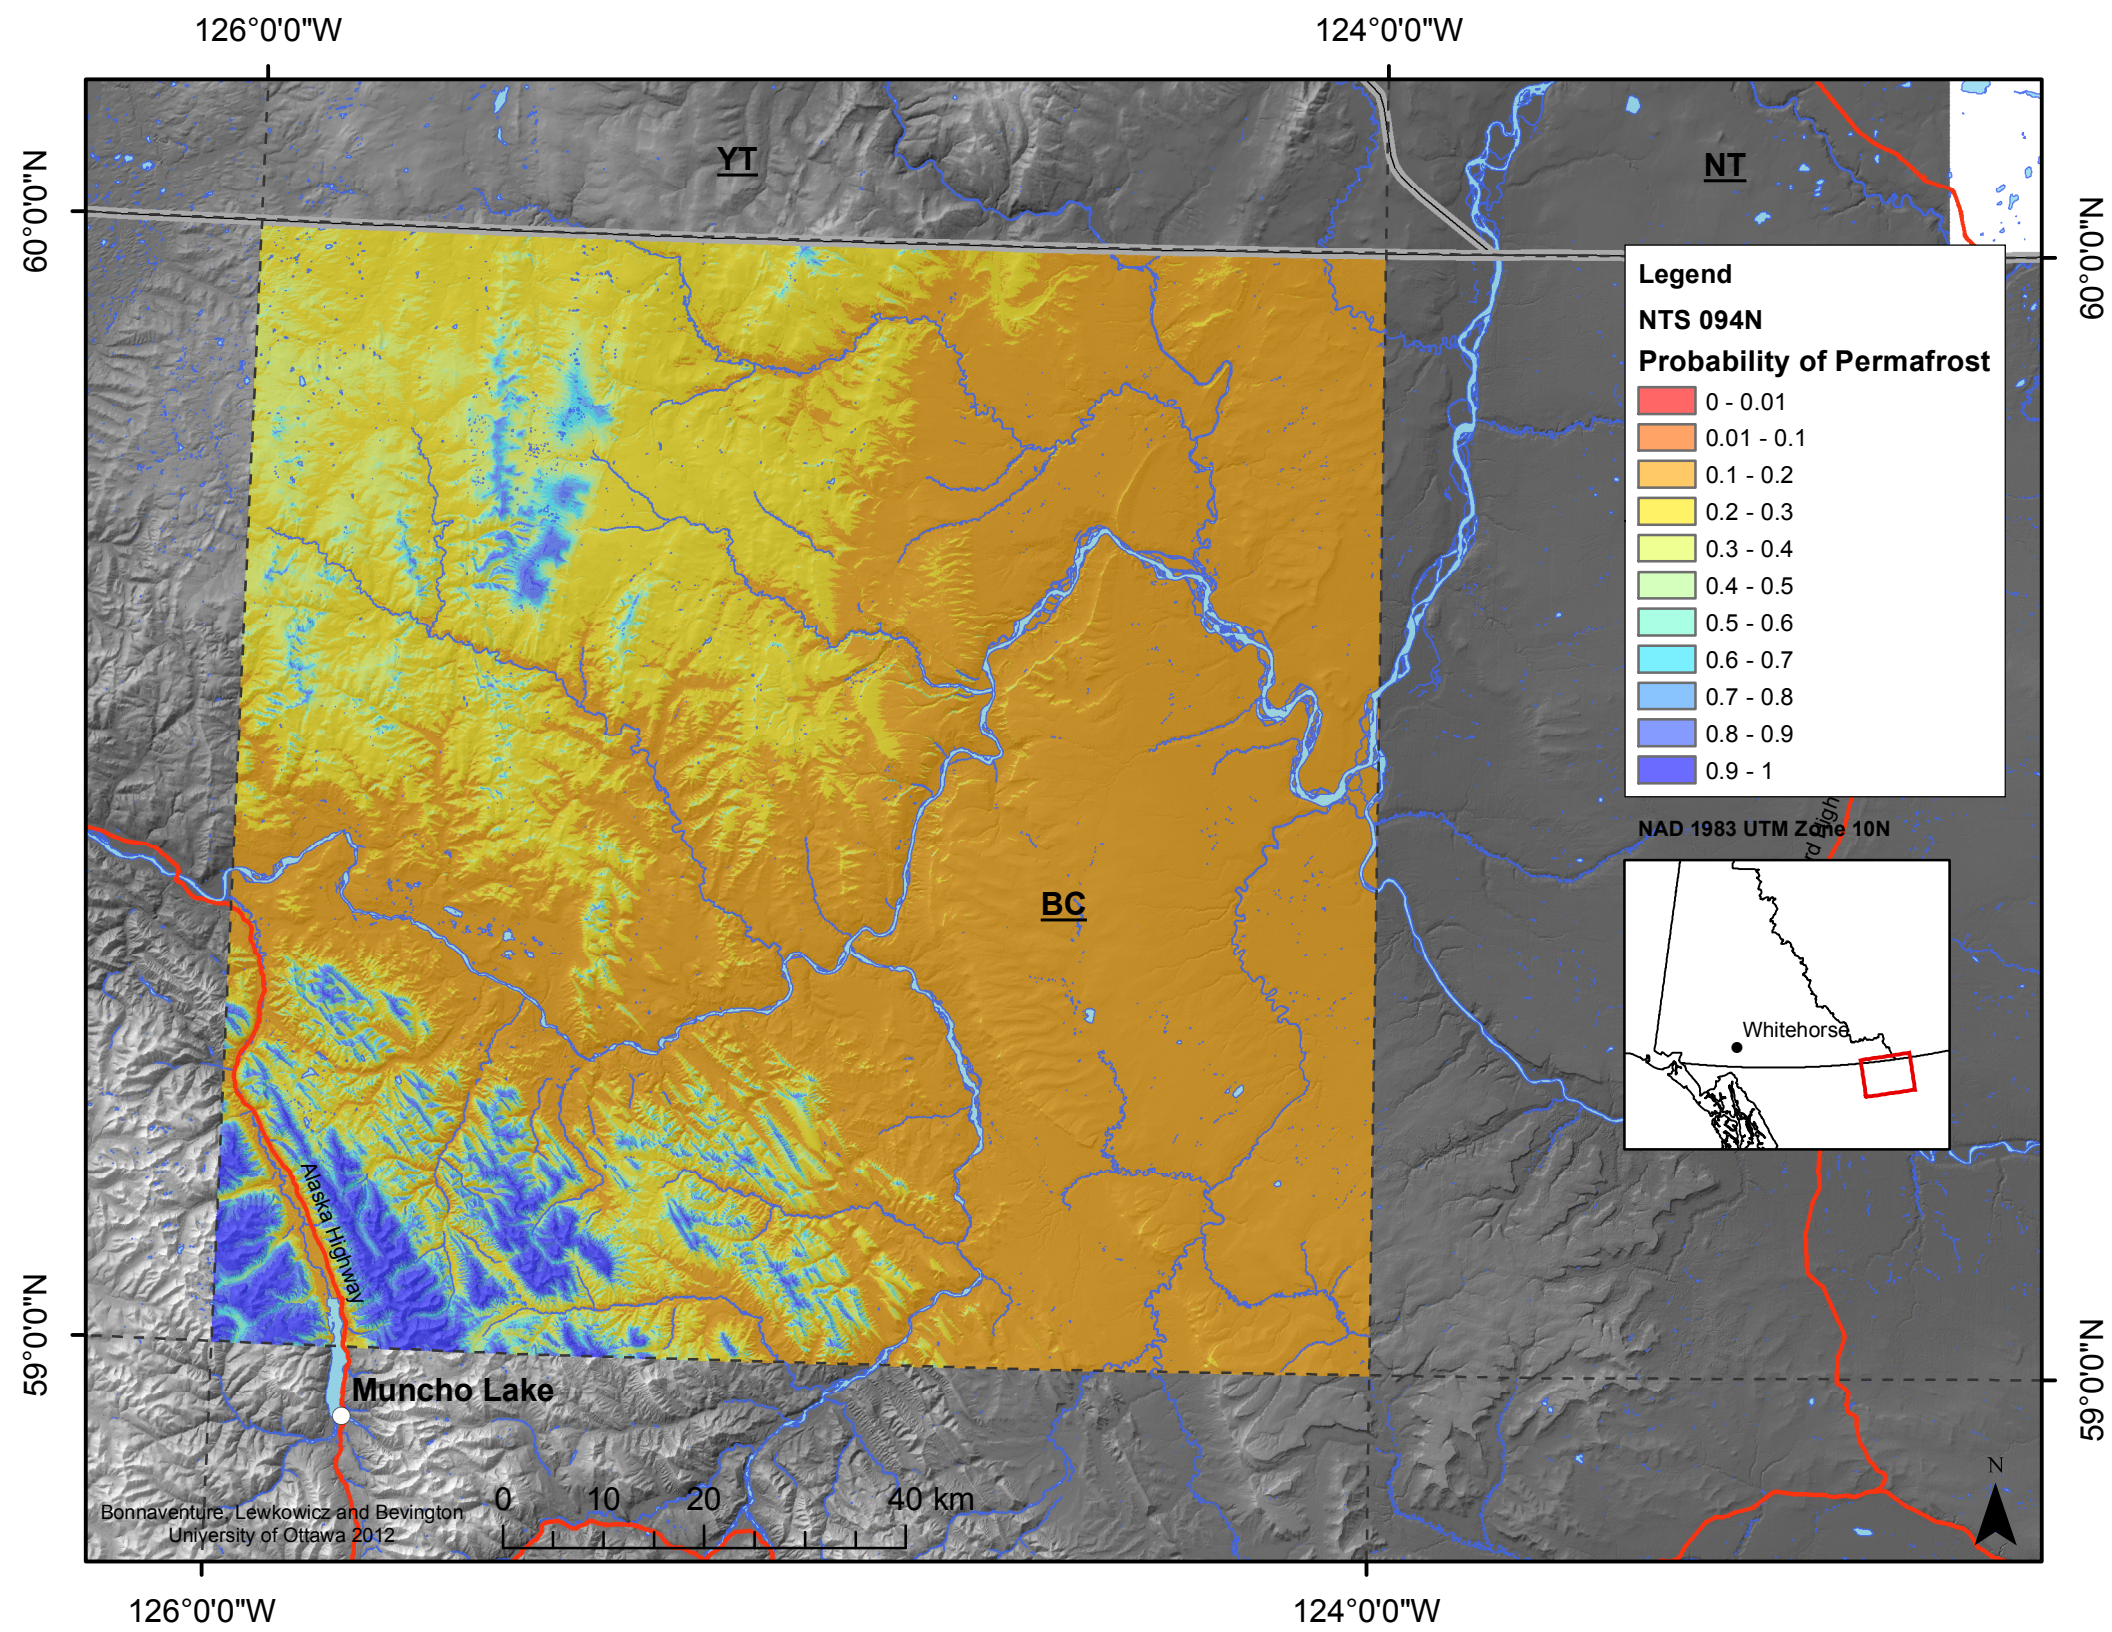 126°0'0"W
124°0'0"W
60°0'0"N
60°0'0"N
YT
NT
Legend
NTS 094N
Probability of Permafrost
0 - 0.01
0.01 - 0.1
0.1 - 0.2
0.2 - 0.3
0.3 - 0.4
0.4 - 0.5
0.5 - 0.6
0.6 - 0.7
0.7 - 0.8
0.8 - 0.9
0.9 - 1
NAD 1983 UTM Zone 10N
BC
Whitehorse
Alaska Highway
59°0'0"N
59°0'0"N
Muncho Lake
N
0 10 20 40 km
Bonnaventure, Lewkowicz and Bevington
University of Ottawa 2012
126°0'0"W
124°0'0"W